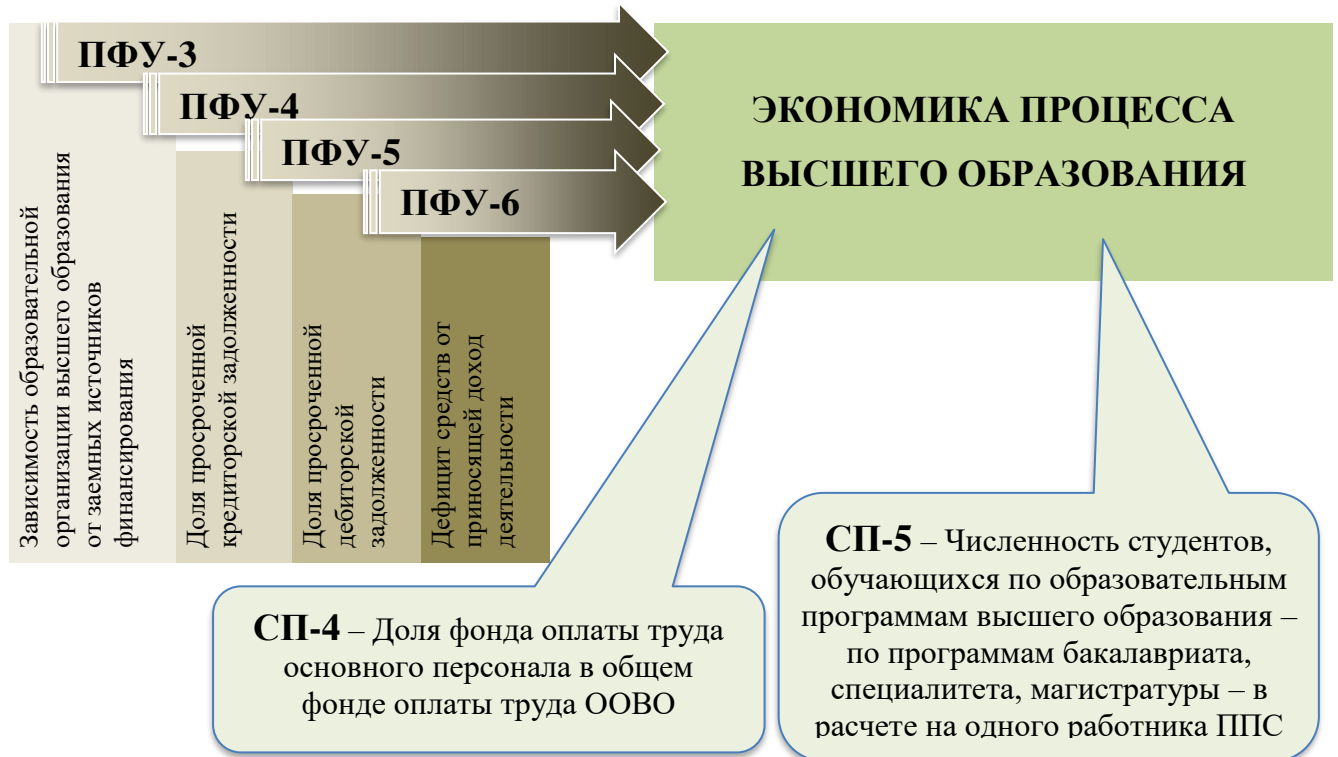 ПФУ-3
ПФУ-4
ПФУ-5
ПФУ-6
ЭКОНОМИКА ПРОЦЕССА
ВЫСШЕГО ОБРАЗОВАНИЯ
Зависимость образовательной
организации высшего образования
от заемных источников
финансирования
Доля просроченной
кредиторской задолженности
Доля просроченной
дебиторской
задолженности
Дефицит средств от
приносящей доход
деятельности
СП-4 – Доля фонда оплаты труда
основного персонала в общем
фонде оплаты труда ООВО
СП-5 – Численность студентов,
обучающихся по образовательным
программам высшего образования –
по программам бакалавриата,
специалитета, магистратуры – в
расчете на одного работника ППС